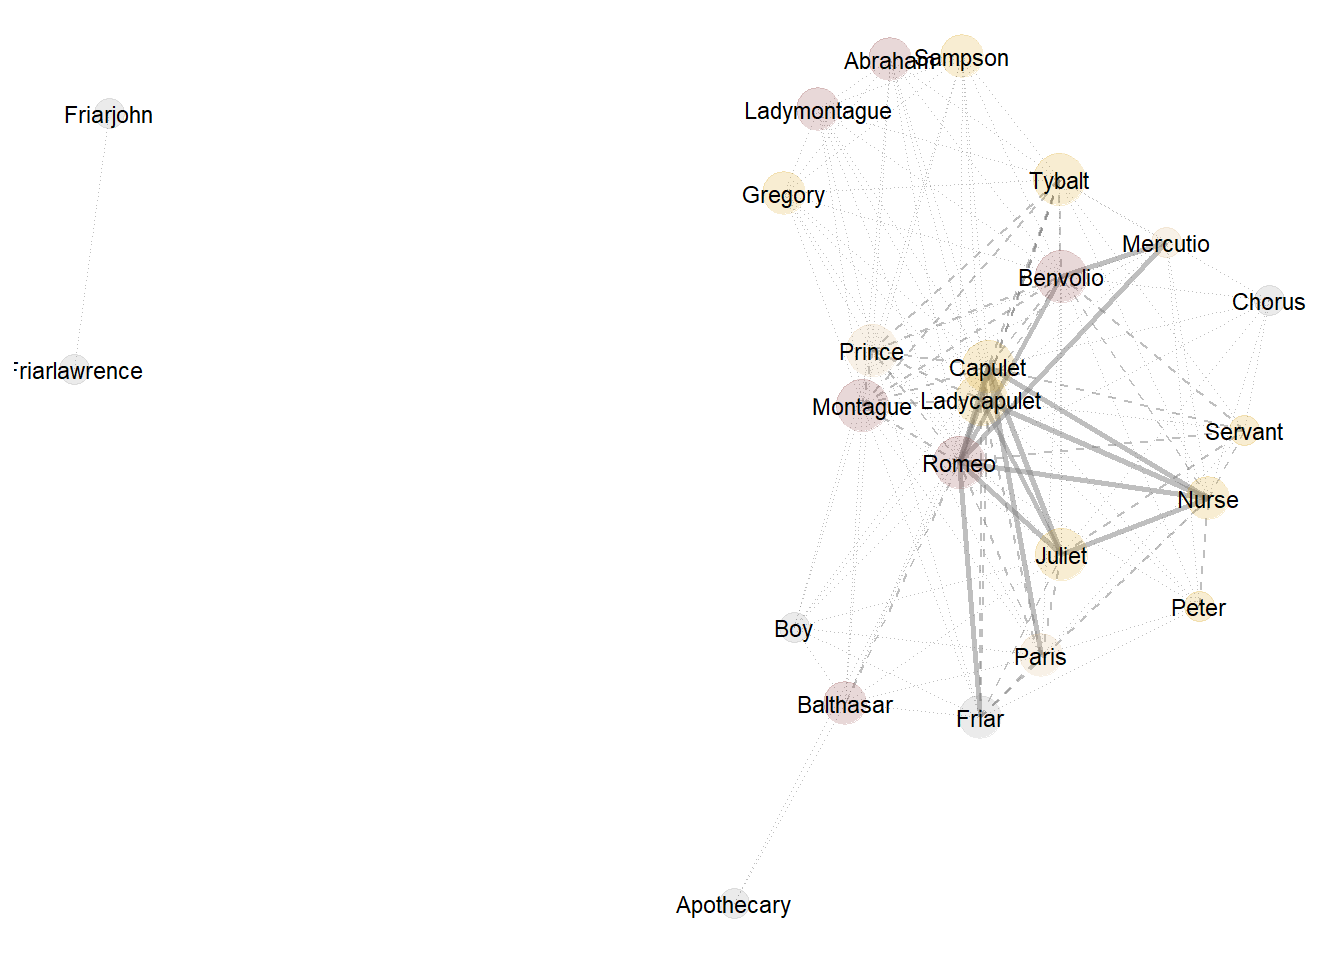 Abraham
Sampson
Friarjohn
Ladymontague
Tybalt
Gregory
Mercutio
Benvolio
Chorus
Prince
Capulet
Friarlawrence
Ladycapulet
Montague
Servant
Romeo
Nurse
Juliet
Peter
Boy
Paris
Balthasar
Friar
Apothecary